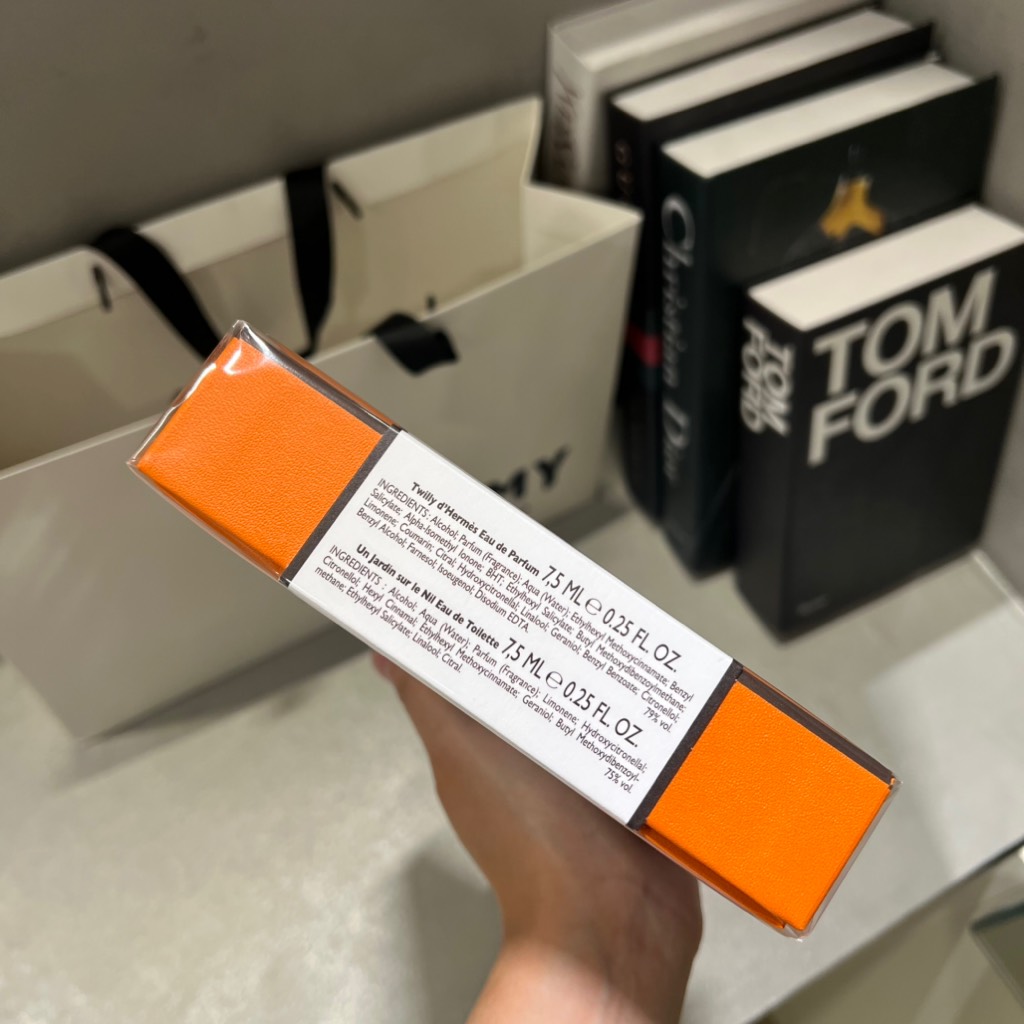 Twilly d'Hermès Eau de Parfum 7,5 ML ℮ 0.25 FL. OZ.
INGREDIENTS: Alcohol; Parfum (Fragrance); Aqua (Water); Ethylhexyl Methoxycinnamate; Benzyl
Salicylate; Alpha-Isomethyl Ionone; BHT; Ethylhexyl Salicylate; Butyl Methoxydibenzoylmethane;
Limonene; Coumarin; Citral; Hydroxycitronellal; Linalool; Geraniol; Benzyl Benzoate; Citronellol;
Benzyl Alcohol; Farnesol; Isoeugenol; Disodium EDTA.
79% vol.
Un Jardin sur le Nil Eau de Toilette 7,5 ML ℮ 0.25 FL. OZ.
INGREDIENTS : Alcohol; Aqua (Water); Parfum (Fragrance); Limonene; Hydroxycitronellal;
Citronellol; Hexyl Cinnamal; Ethylhexyl Methoxycinnamate; Geraniol; Butyl Methoxydibenzoyl-
methane; Ethylhexyl Salicylate; Linalool; Citral.
75% vol.
Christian Dior
TOM
FORD
TOM
FORD